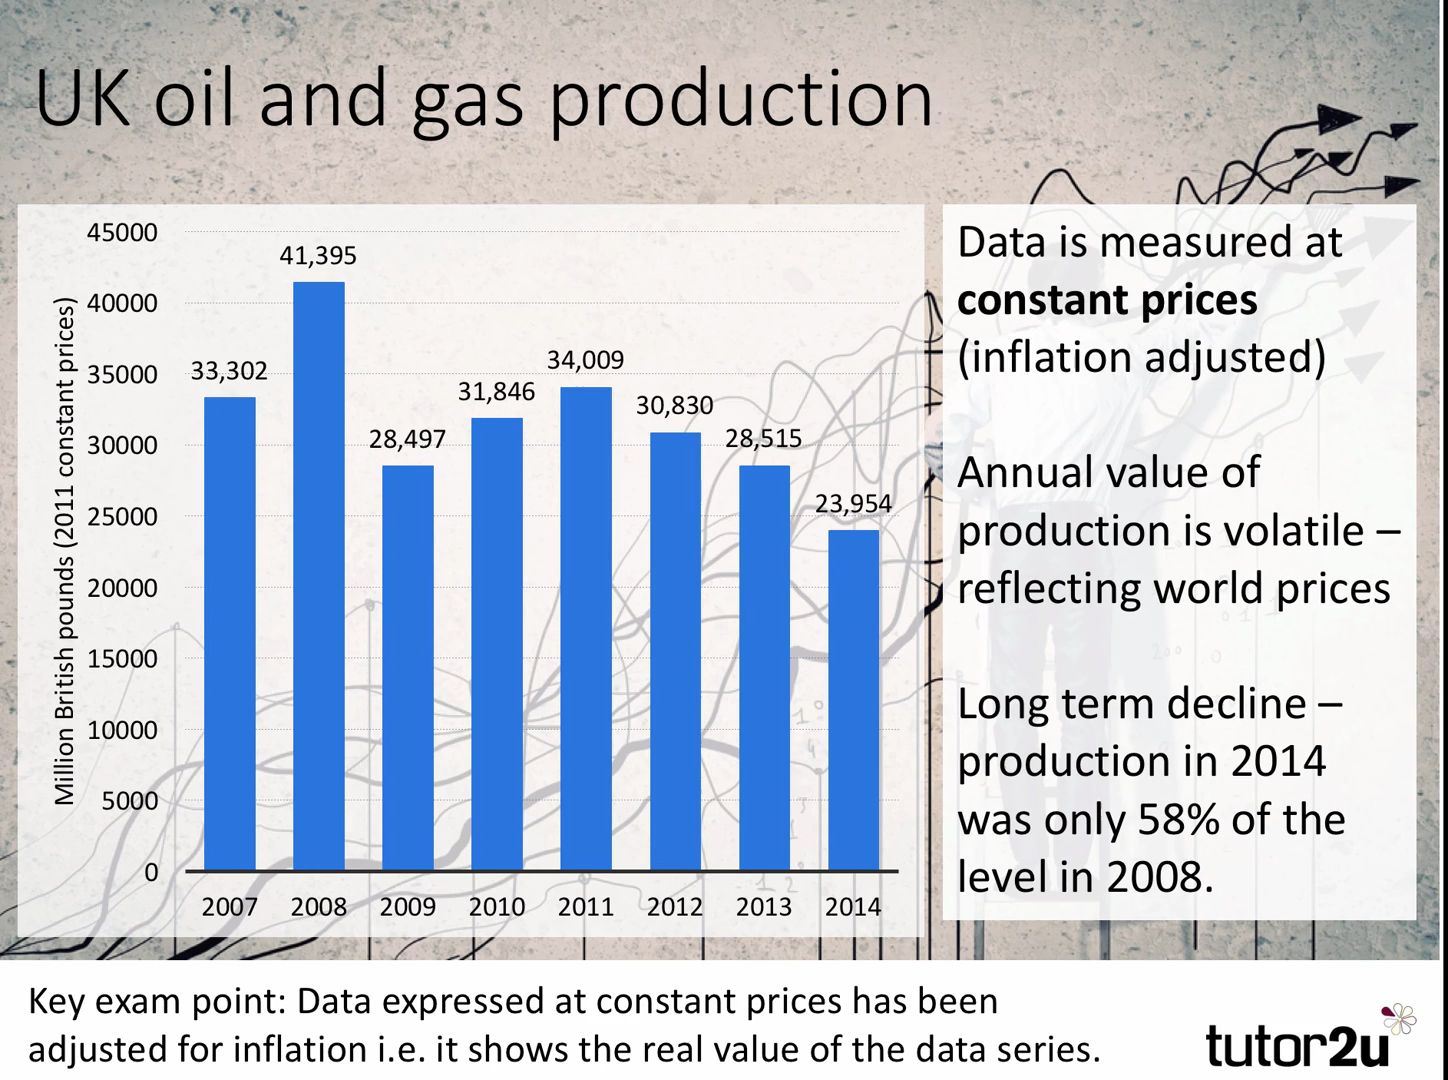 UK oil and gas production
45000
40000
35000
30000
25000
20000
15000
10000
5000
0
Million British pounds (2011 constant prices)
33,302
41,395
28,497
31,846
34,009
30,830
28,515
23,954
2007 2008 2009 2010 2011 2012 2013 2014
Data is measured at
constant prices
(inflation adjusted)
Annual value of
production is volatile –
reflecting world prices
Long term decline –
production in 2014
was only 58% of the
level in 2008.
Key exam point: Data expressed at constant prices has been
adjusted for inflation i.e. it shows the real value of the data series.
tutor2u